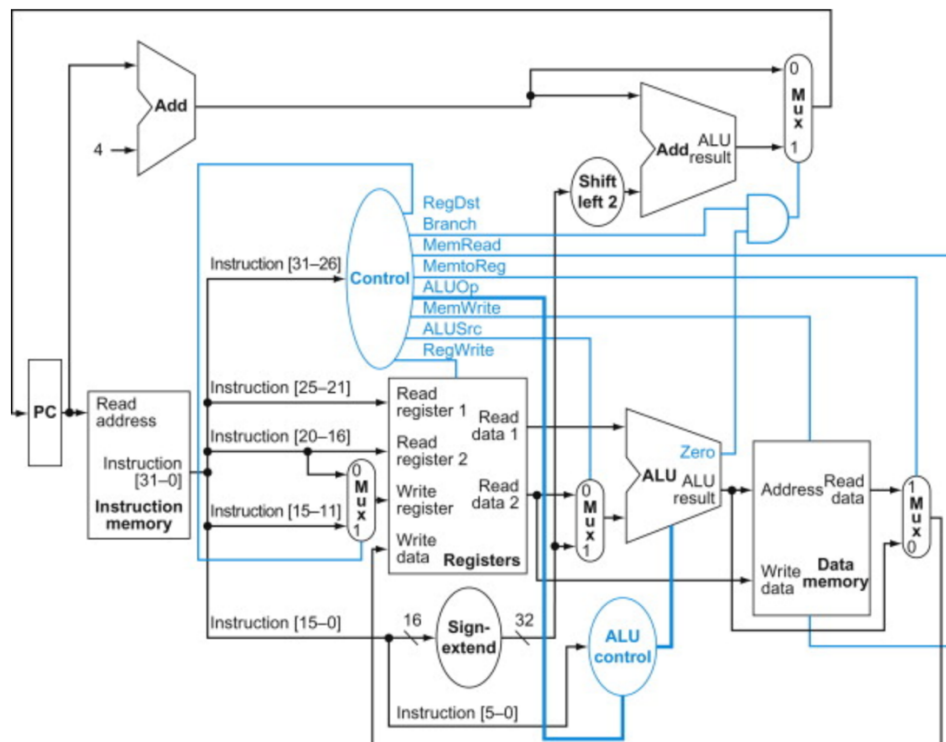 0
M
u
x
1
Add
4
Add
ALU
result
Shift
left 2
RegDst
Branch
MemRead
MemtoReg
ALUOp
MemWrite
ALUSrc
RegWrite
Control
Instruction [31–26]
Instruction [25–21]
Instruction [20–16]
Instruction [15–11]
Instruction [15–0]
Instruction [5–0]
PC
Read
address
Instruction
[31–0]
Instruction
memory
0
M
u
x
1
Read
register 1
Read
register 2
Write
register
Write
data
Read
data 1
Read
data 2
Registers
0
M
u
x
1
Zero
ALU
ALU
result
Address
Read
data
Write
data
Data
memory
1
M
u
x
0
16
Sign-
extend
32
ALU
control